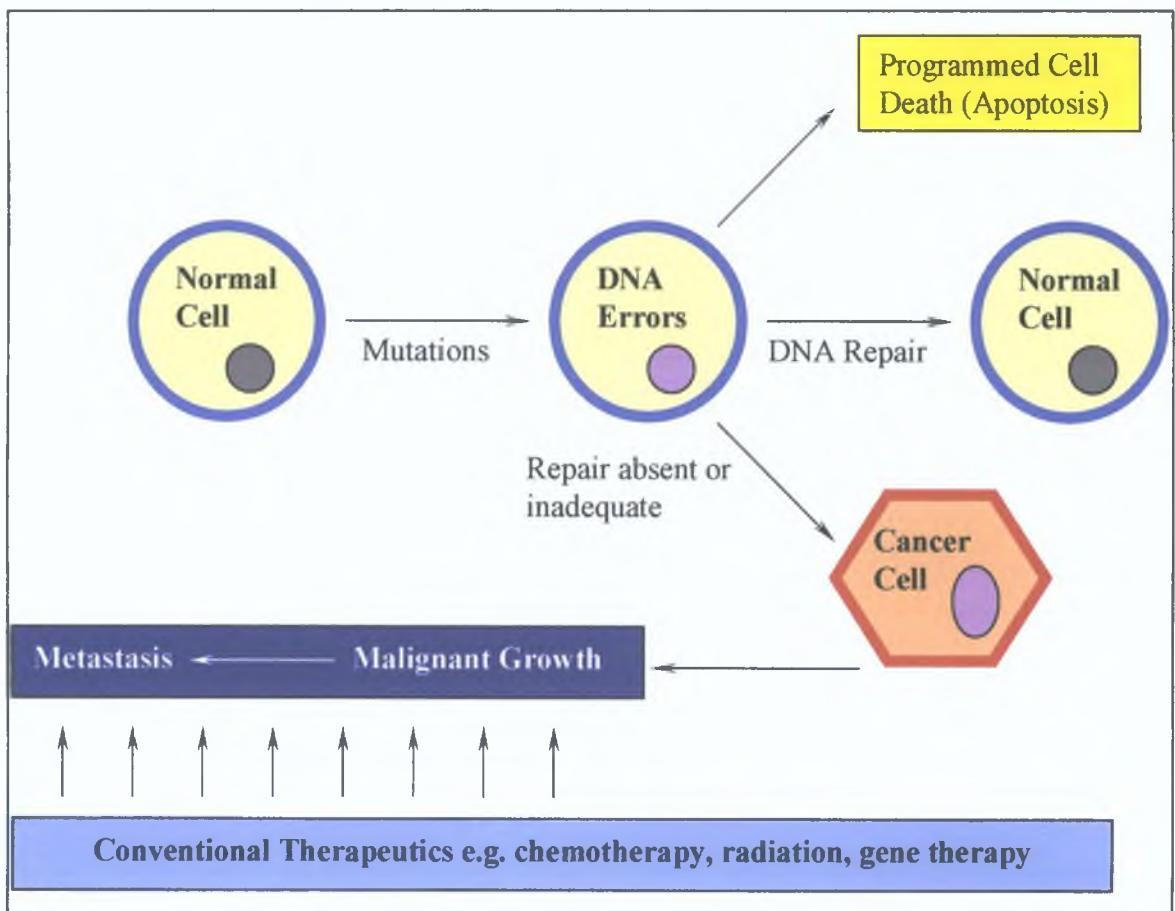 Programmed Cell
Death (Apoptosis)
Normal
Cell
Mutations
DNA
Errors
DNA Repair
Normal
Cell
Repair absent or
inadequate
Cancer
Cell
Metastasis
Malignant Growth
Conventional Therapeutics e.g. chemotherapy, radiation, gene therapy